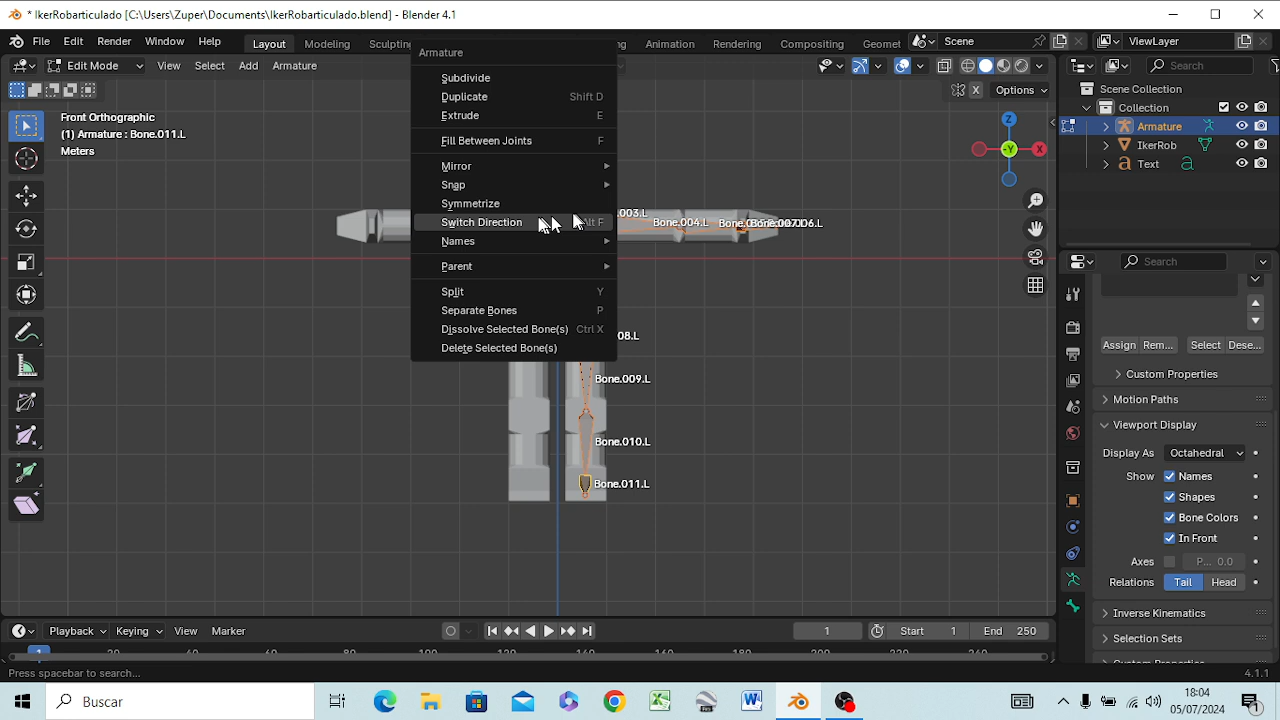 * IkerRobarticulado [C:\Users\Zuper\Documents\IkerRobarticulado.blend] - Blender 4.1
File Edit Render Window Help Layout Modeling Animation Rendering Compositing Scene ViewLayer
Edit Mode View Select Add Armature Search
Options
Front Orthographic
(1) Armature : Bone.011.L
Meters
Armature
Subdivide
Duplicate Shift D
Extrude E
Fill Between Joints F
Mirror
Snap
Symmetrize
Switch Direction
Names
Parent
Split Y
Separate Bones P
Dissolve Selected Bone(s) Ctrl X
Delete Selected Bone(s)
Bone.004.L
Bone.009.L
Bone.010.L
Bone.011.L
Z
-Y X
Scene Collection
Collection
Armature
IkerRob
Text
Search
Assign Rem... Select Dese...
Custom Properties
Motion Paths
Viewport Display
Display As Octahedral
Show Names
Shapes
Bone Colors
In Front
Axes P... 0.0
Relations Tail Head
Inverse Kinematics
Selection Sets
Playback Keying View Marker 1 Start 1 End 250
Press spacebar to search... 4.1.1
Buscar
18:04
05/07/2024